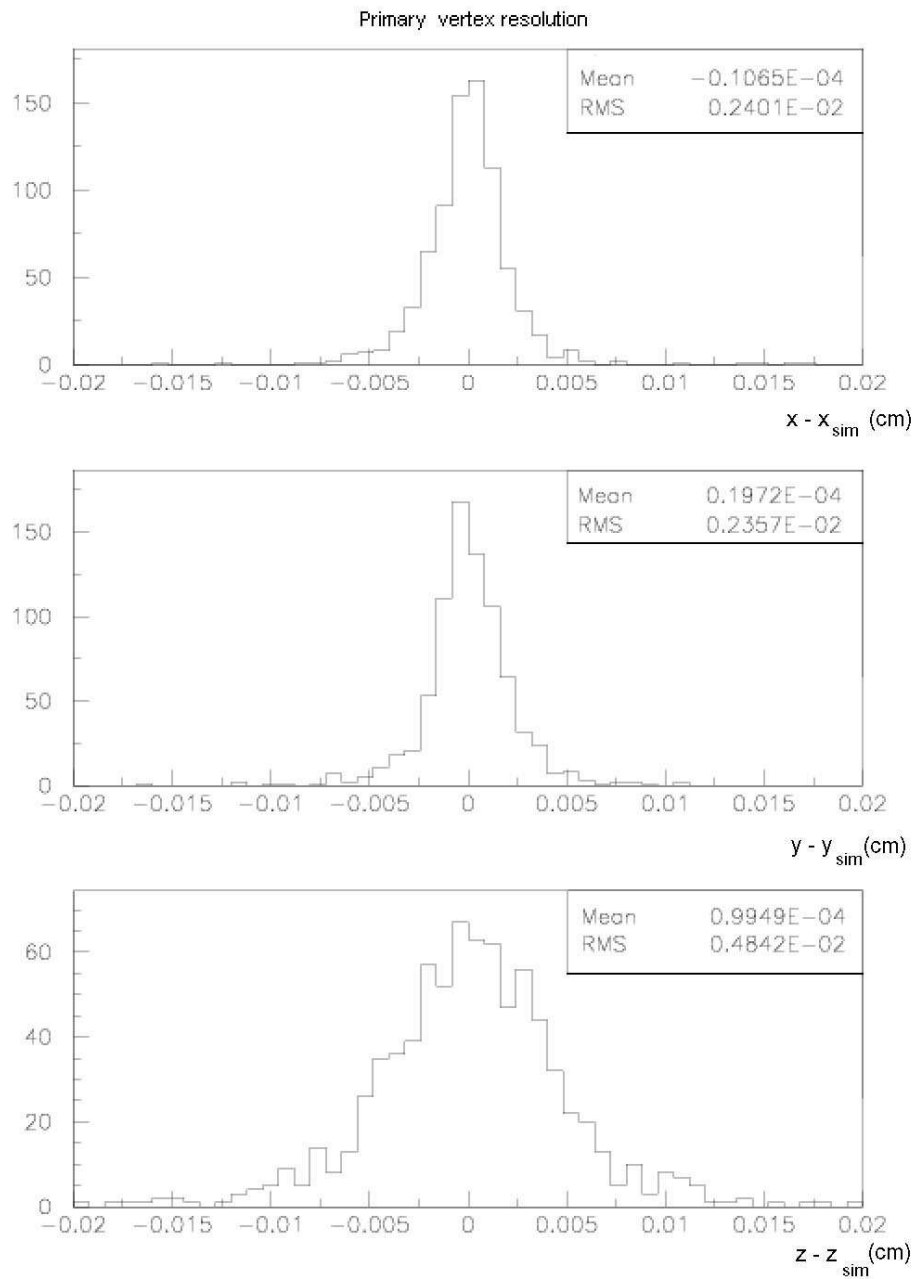 Primary vertex resolution
Mean -0.1065E-04
RMS 0.2401E-02
150
100
50
0
-0.02 -0.015 -0.01 -0.005 0 0.005 0.01 0.015 0.02
x - x sim (cm)
Mean 0.1972E-04
RMS 0.2357E-02
150
100
50
0
-0.02 -0.015 -0.01 -0.005 0 0.005 0.01 0.015 0.02
y - y sim (cm)
Mean 0.9949E-04
RMS 0.4842E-02
60
40
20
0
-0.02 -0.015 -0.01 -0.005 0 0.005 0.01 0.015 0.02
z - z sim (cm)